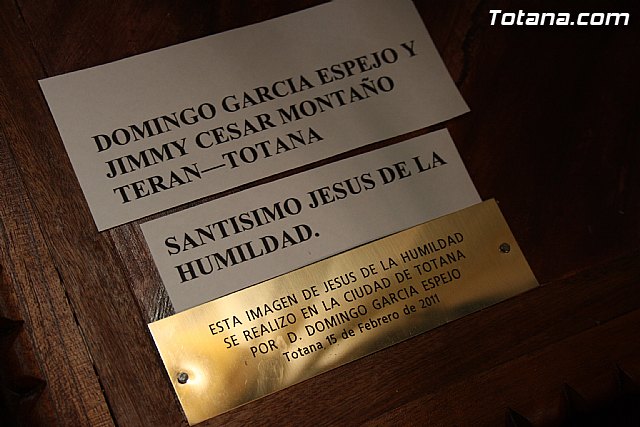 Totana.com
DOMINGO GARCIA ESPEJO Y
JIMMY CESAR MONTAÑO
TERAN—TOTANA
SANTISIMO JESUS DE LA
HUMILDAD.
ESTA IMAGEN DE JESUS DE LA HUMILDAD
SE REALIZO EN LA CIUDAD DE TOTANA
POR D. DOMINGO GARCIA ESPEJO
Totana 15 de Febrero de 2011
Totana.com